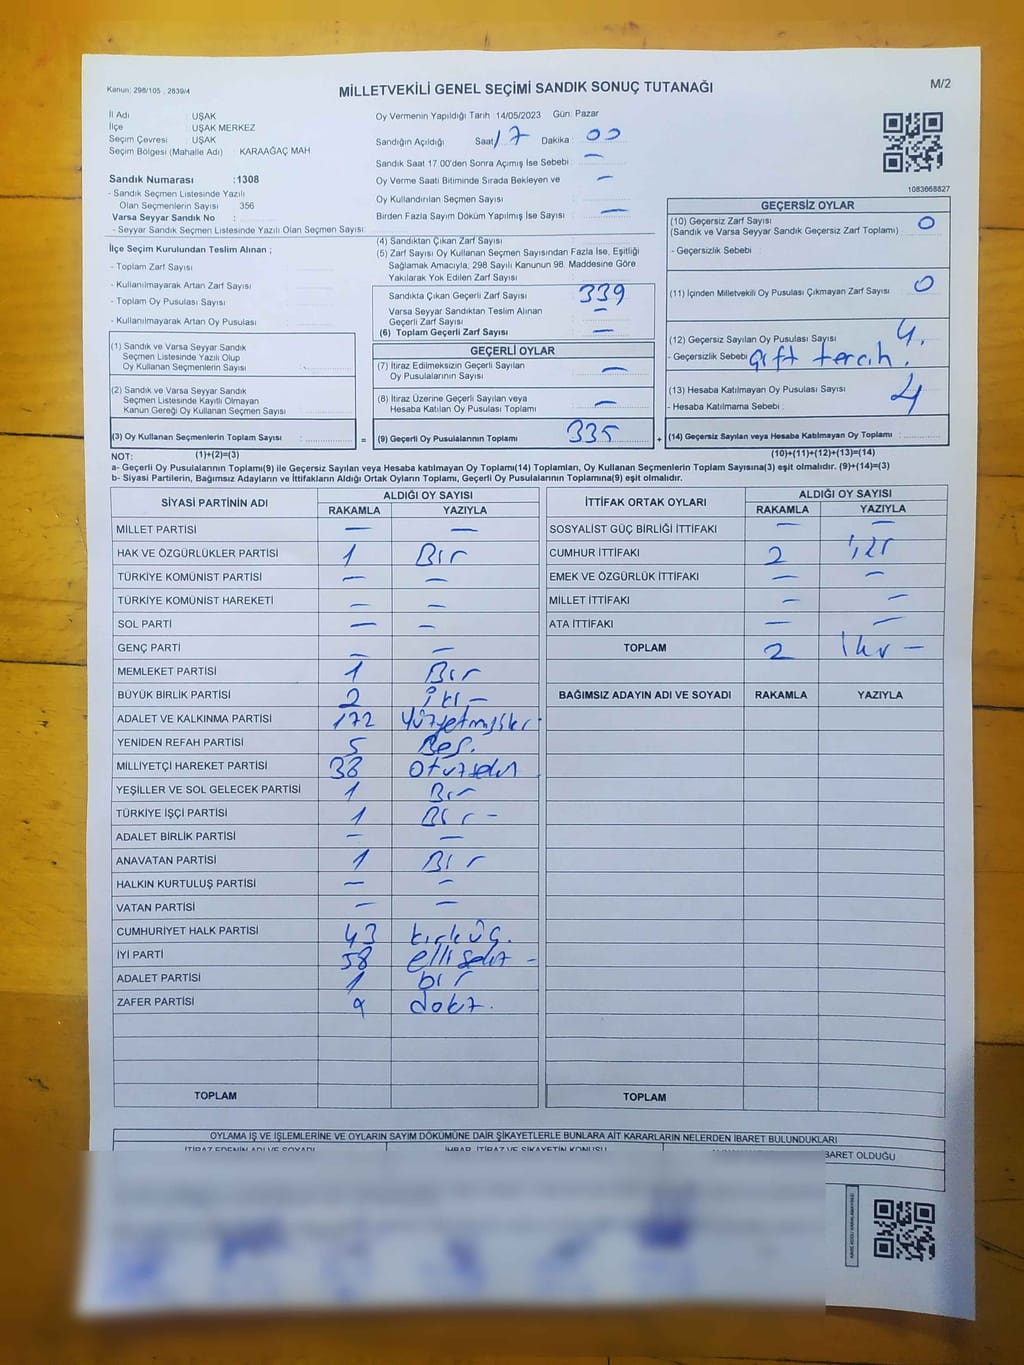 Kanun: 298/105 , 2839/4
MİLLETVEKİLİ GENEL SEÇİMİ SANDIK SONUÇ TUTANAĞI
M/2
İl Adı : UŞAK
İlçe : UŞAK MERKEZ
Seçim Çevresi : UŞAK
Seçim Bölgesi (Mahalle Adı) : KARAAĞAÇ MAH
Sandık Numarası :1308
- Sandık Seçmen Listesinde Yazılı
Olan Seçmenlerin Sayısı : 356
Varsa Seyyar Sandık No :
- Seyyar Sandık Seçmen Listesinde Yazılı Olan Seçmen Sayısı:
İlçe Seçim Kurulundan Teslim Alınan ;
- Toplam Zarf Sayısı :
- Kullanılmayarak Artan Zarf Sayısı :
- Toplam Oy Pusulası Sayısı :
- Kullanılmayarak Artan Oy Pusulası :
(1) Sandık ve Varsa Seyyar Sandık
Seçmen Listesinde Yazılı Olup
Oy Kullanan Seçmenlerin Sayısı :
(2) Sandık ve Varsa Seyyar Sandık
Seçmen Listesinde Kayıtlı Olmayan
Kanun Gereği Oy Kullanan Seçmen Sayısı :
(3) Oy Kullanan Seçmenlerin Toplam Sayısı :
Oy Vermenin Yapıldığı Tarih 14/05/2023 Gün: Pazar
Sandığın Açıldığı Saat 17 Dakika : 00
Sandık Saat 17.00'den Sonra Açımış İse Sebebi : —
Oy Verme Saati Bitiminde Sırada Bekleyen ve —
Oy Kullandırılan Seçmen Sayısı :
Birden Fazla Sayım Döküm Yapılmış İse Sayısı : —
(4) Sandıktan Çıkan Zarf Sayısı :
(5) Zarf Sayısı Oy Kullanan Seçmen Sayısından Fazla İse, Eşitliği
Sağlamak Amacıyla, 298 Sayılı Kanunun 98. Maddesine Göre
Yakılarak Yok Edilen Zarf Sayısı :
Sandıkta Çıkan Geçerli Zarf Sayısı : 339
Varsa Seyyar Sandıktan Teslim Alınan
Geçerli Zarf Sayısı : —
(6) Toplam Geçerli Zarf Sayısı : —
GEÇERLİ OYLAR
(7) İtiraz Edilmeksizin Geçerli Sayılan
Oy Pusulalarının Sayısı : —
(8) İtiraz Üzerine Geçerli Sayılan veya
Hesaba Katılan Oy Pusulası Toplamı : —
= (9) Geçerli Oy Pusulalarının Toplamı : 335
1083668827
GEÇERSİZ OYLAR
(10) Geçersiz Zarf Sayısı : 0
(Sandık ve Varsa Seyyar Sandık Geçersiz Zarf Toplamı)
- Geçersizlik Sebebi :
(11) İçinden Milletvekili Oy Pusulası Çıkmayan Zarf Sayısı : 0
(12) Geçersiz Sayılan Oy Pusulası Sayısı : 4.
- Geçersizlik Sebebi : çift tercih.
(13) Hesaba Katılmayan Oy Pusulası Sayısı : 4
- Hesaba Katılmama Sebebi :
+ (14) Geçersiz Sayılan veya Hesaba Katılmayan Oy Toplamı :
NOT: (1)+(2)=(3) (10)+(11)+(12)+(13)=(14)
a- Geçerli Oy Pusulalarının Toplamı(9) ile Geçersiz Sayılan veya Hesaba katılmayan Oy Toplamı(14) Toplamları, Oy Kullanan Seçmenlerin Toplam Sayısına(3) eşit olmalıdır. (9)+(14)=(3)
b- Siyasi Partilerin, Bağımsız Adayların ve İttifakların Aldığı Ortak Oyların Toplamı, Geçerli Oy Pusulalarının Toplamına(9) eşit olmalıdır.
SİYASİ PARTİNİN ADI ALDIĞI OY SAYISI
RAKAMLA YAZIYLA
MİLLET PARTİSİ — —
HAK VE ÖZGÜRLÜKLER PARTİSİ 1 Bir
TÜRKİYE KOMÜNİST PARTİSİ — —
TÜRKİYE KOMÜNİST HAREKETİ — —
SOL PARTİ — —
GENÇ PARTİ — —
MEMLEKET PARTİSİ 1 Bir
BÜYÜK BİRLİK PARTİSİ 2 iki —
ADALET VE KALKINMA PARTİSİ 172 Yüzyetmişiki
YENİDEN REFAH PARTİSİ 5 Beş.
MİLLİYETÇİ HAREKET PARTİSİ 38 otuzsekiz
YEŞİLLER VE SOL GELECEK PARTİSİ 1 Bir
TÜRKİYE İŞÇİ PARTİSİ 1 Bir —
ADALET BİRLİK PARTİSİ — —
ANAVATAN PARTİSİ 1 Bir
HALKIN KURTULUŞ PARTİSİ — —
VATAN PARTİSİ — —
CUMHURİYET HALK PARTİSİ 43 kırküç.
İYİ PARTİ 58 ellisekiz —
ADALET PARTİSİ 1 bir
ZAFER PARTİSİ 9 dokz.
TOPLAM
İTTİFAK ORTAK OYLARI ALDIĞI OY SAYISI
RAKAMLA YAZIYLA
SOSYALİST GÜÇ BİRLİĞİ İTTİFAKI — —
CUMHUR İTTİFAKI 2
EMEK VE ÖZGÜRLÜK İTTİFAKI — —
MİLLET İTTİFAKI — —
ATA İTTİFAKI — —
TOPLAM 2 iki —
BAĞIMSIZ ADAYIN ADI VE SOYADI RAKAMLA YAZIYLA
TOPLAM
OYLAMA İŞ VE İŞLEMLERİNE VE OYLARIN SAYIM DÖKÜMÜNE DAİR ŞİKAYETLERLE BUNLARA AİT KARARLARIN NELERDEN İBARET BULUNDUKLARI
İTİRAZ EDENİN ADI VE SOYADI İHBAR, İTİRAZ VE ŞİKAYETİN KONUSU BARET OLDUĞU